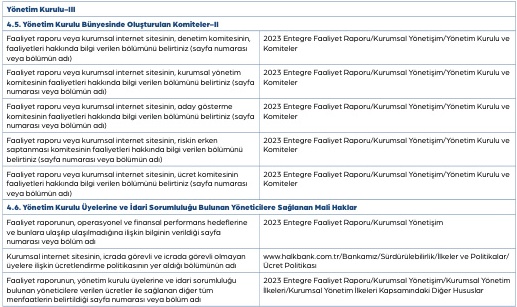 Yönetim Kurulu-III
4.5. Yönetim Kurulu Bünyesinde Oluşturulan Komiteler-II
Faaliyet raporu veya kurumsal internet sitesinin, denetim komitesinin,
faaliyetleri hakkında bilgi verilen bölümünü belirtiniz (sayfa numarası
veya bölümün adı)
2023 Entegre Faaliyet Raporu/Kurumsal Yönetişim/Yönetim Kurulu ve
Komiteler
Faaliyet raporu veya kurumsal internet sitesinin, kurumsal yönetim
komitesinin faaliyetleri hakkında bilgi verilen bölümünü belirtiniz (sayfa
numarası veya bölümün adı)
2023 Entegre Faaliyet Raporu/Kurumsal Yönetişim/Yönetim Kurulu ve
Komiteler
Faaliyet raporu veya kurumsal internet sitesinin, aday gösterme
komitesinin faaliyetleri hakkında bilgi verilen bölümünü belirtiniz (sayfa
numarası veya bölümün adı)
2023 Entegre Faaliyet Raporu/Kurumsal Yönetişim/Yönetim Kurulu ve
Komiteler
Faaliyet raporu veya kurumsal internet sitesinin, riskin erken
saptanması komitesinin faaliyetleri hakkında bilgi verilen bölümünü
belirtiniz (sayfa numarası veya bölümün adı)
2023 Entegre Faaliyet Raporu/Kurumsal Yönetişim/Yönetim Kurulu ve
Komiteler
Faaliyet raporu veya kurumsal internet sitesinin, ücret komitesinin
faaliyetleri hakkında bilgi verilen bölümünü belirtiniz (sayfa numarası
veya bölümün adı)
2023 Entegre Faaliyet Raporu/Kurumsal Yönetişim/Yönetim Kurulu ve
Komiteler
4.6. Yönetim Kurulu Üyelerine ve İdari Sorumluluğu Bulunan Yöneticilere Sağlanan Mali Haklar
Faaliyet raporunun, operasyonel ve finansal performans hedeflerine
ve bunlara ulaşılıp ulaşılmadığına ilişkin bilginin verildiği sayfa
numarası veya bölüm adı
2023 Entegre Faaliyet Raporu/Kurumsal Yönetişim
Kurumsal internet sitesinin, icrada görevli ve icrada görevli olmayan
üyelere ilişkin ücretlendirme politikasının yer aldığı bölümünün adı
www.halkbank.com.tr/Bankamız/Sürdürülebilirlik/İlkeler ve Politikalar/
Ücret Politikası
Faaliyet raporunun, yönetim kurulu üyelerine ve idari sorumluluğu
bulunan yöneticilere verilen ücretler ile sağlanan diğer tüm
menfaatlerin belirtildiği sayfa numarası veya bölüm adı
2023 Entegre Faaliyet Raporu/Kurumsal Yönetişim/Kurumsal Yönetim
İlkeleri/Kurumsal Yönetim İlkeleri Kapsamındaki Diğer Hususlar